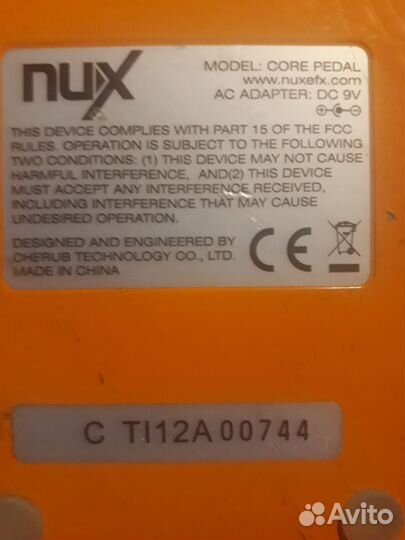 nux
MODEL: CORE PEDAL
www.nuxefx.com
AC ADAPTER: DC 9V
THIS DEVICE COMPLIES WITH PART 15 OF THE FCC
RULES. OPERATION IS SUBJECT TO THE FOLLOWING
TWO CONDITIONS: (1) THIS DEVICE MAY NOT CAUSE
HARMFUL INTERFERENCE, AND(2) THIS DEVICE
MUST ACCEPT ANY INTERFERENCE RECEIVED,
INCLUDING INTERFERENCE THAT MAY CAUSE
UNDESIRED OPERATION.
DESIGNED AND ENGINEERED BY
CHERUB TECHNOLOGY CO., LTD.
MADE IN CHINA
CE
C TI12A00744
Avito